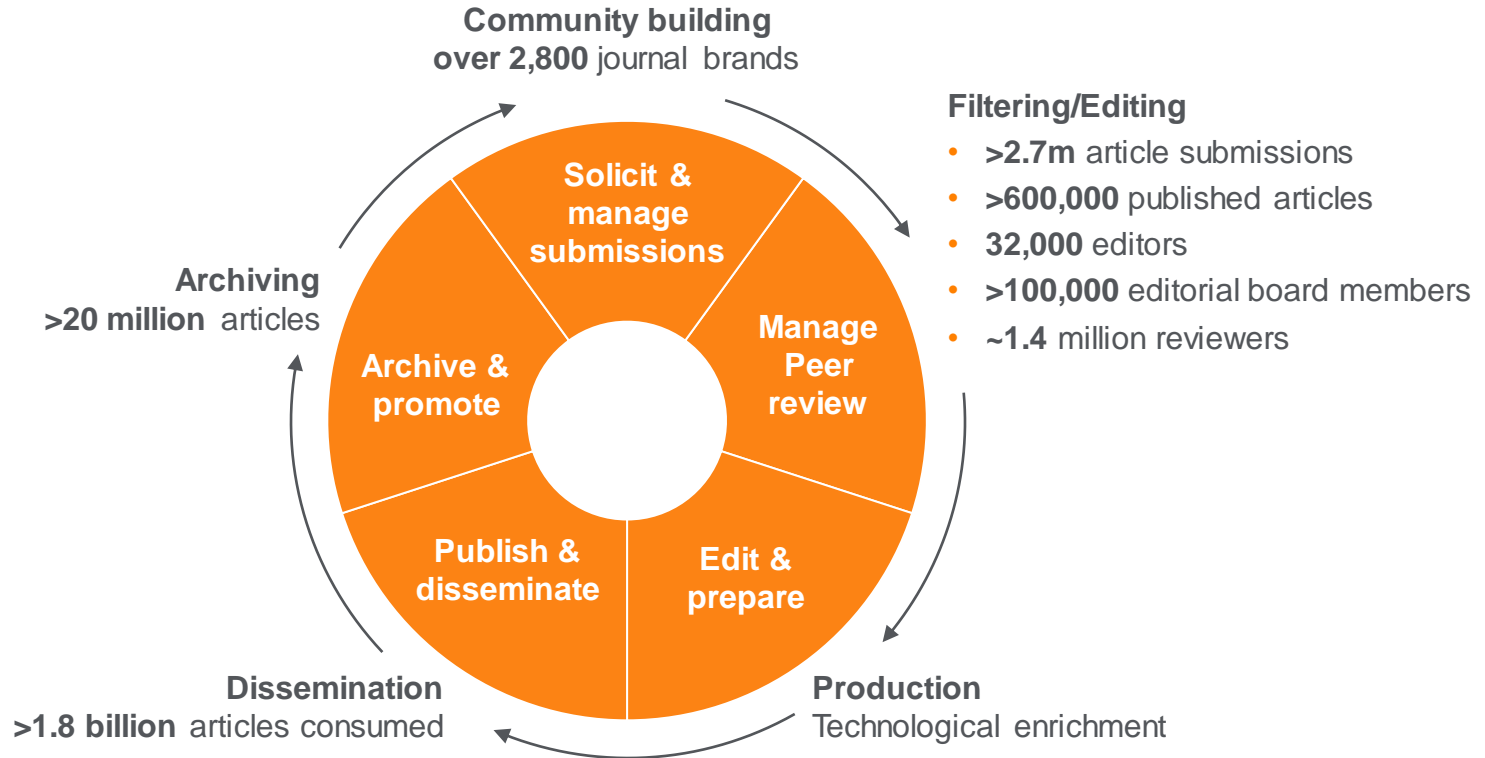 Community building
over 2,800 journal brands
Filtering/Editing
• >2.7m article submissions
• >600,000 published articles
• 32,000 editors
• >100,000 editorial board members
• ~1.4 million reviewers
Solicit &
manage
submissions
Manage
Peer
review
Edit &
prepare
Publish &
disseminate
Archive &
promote
Production
Technological enrichment
Dissemination
>1.8 billion articles consumed
Archiving
>20 million articles